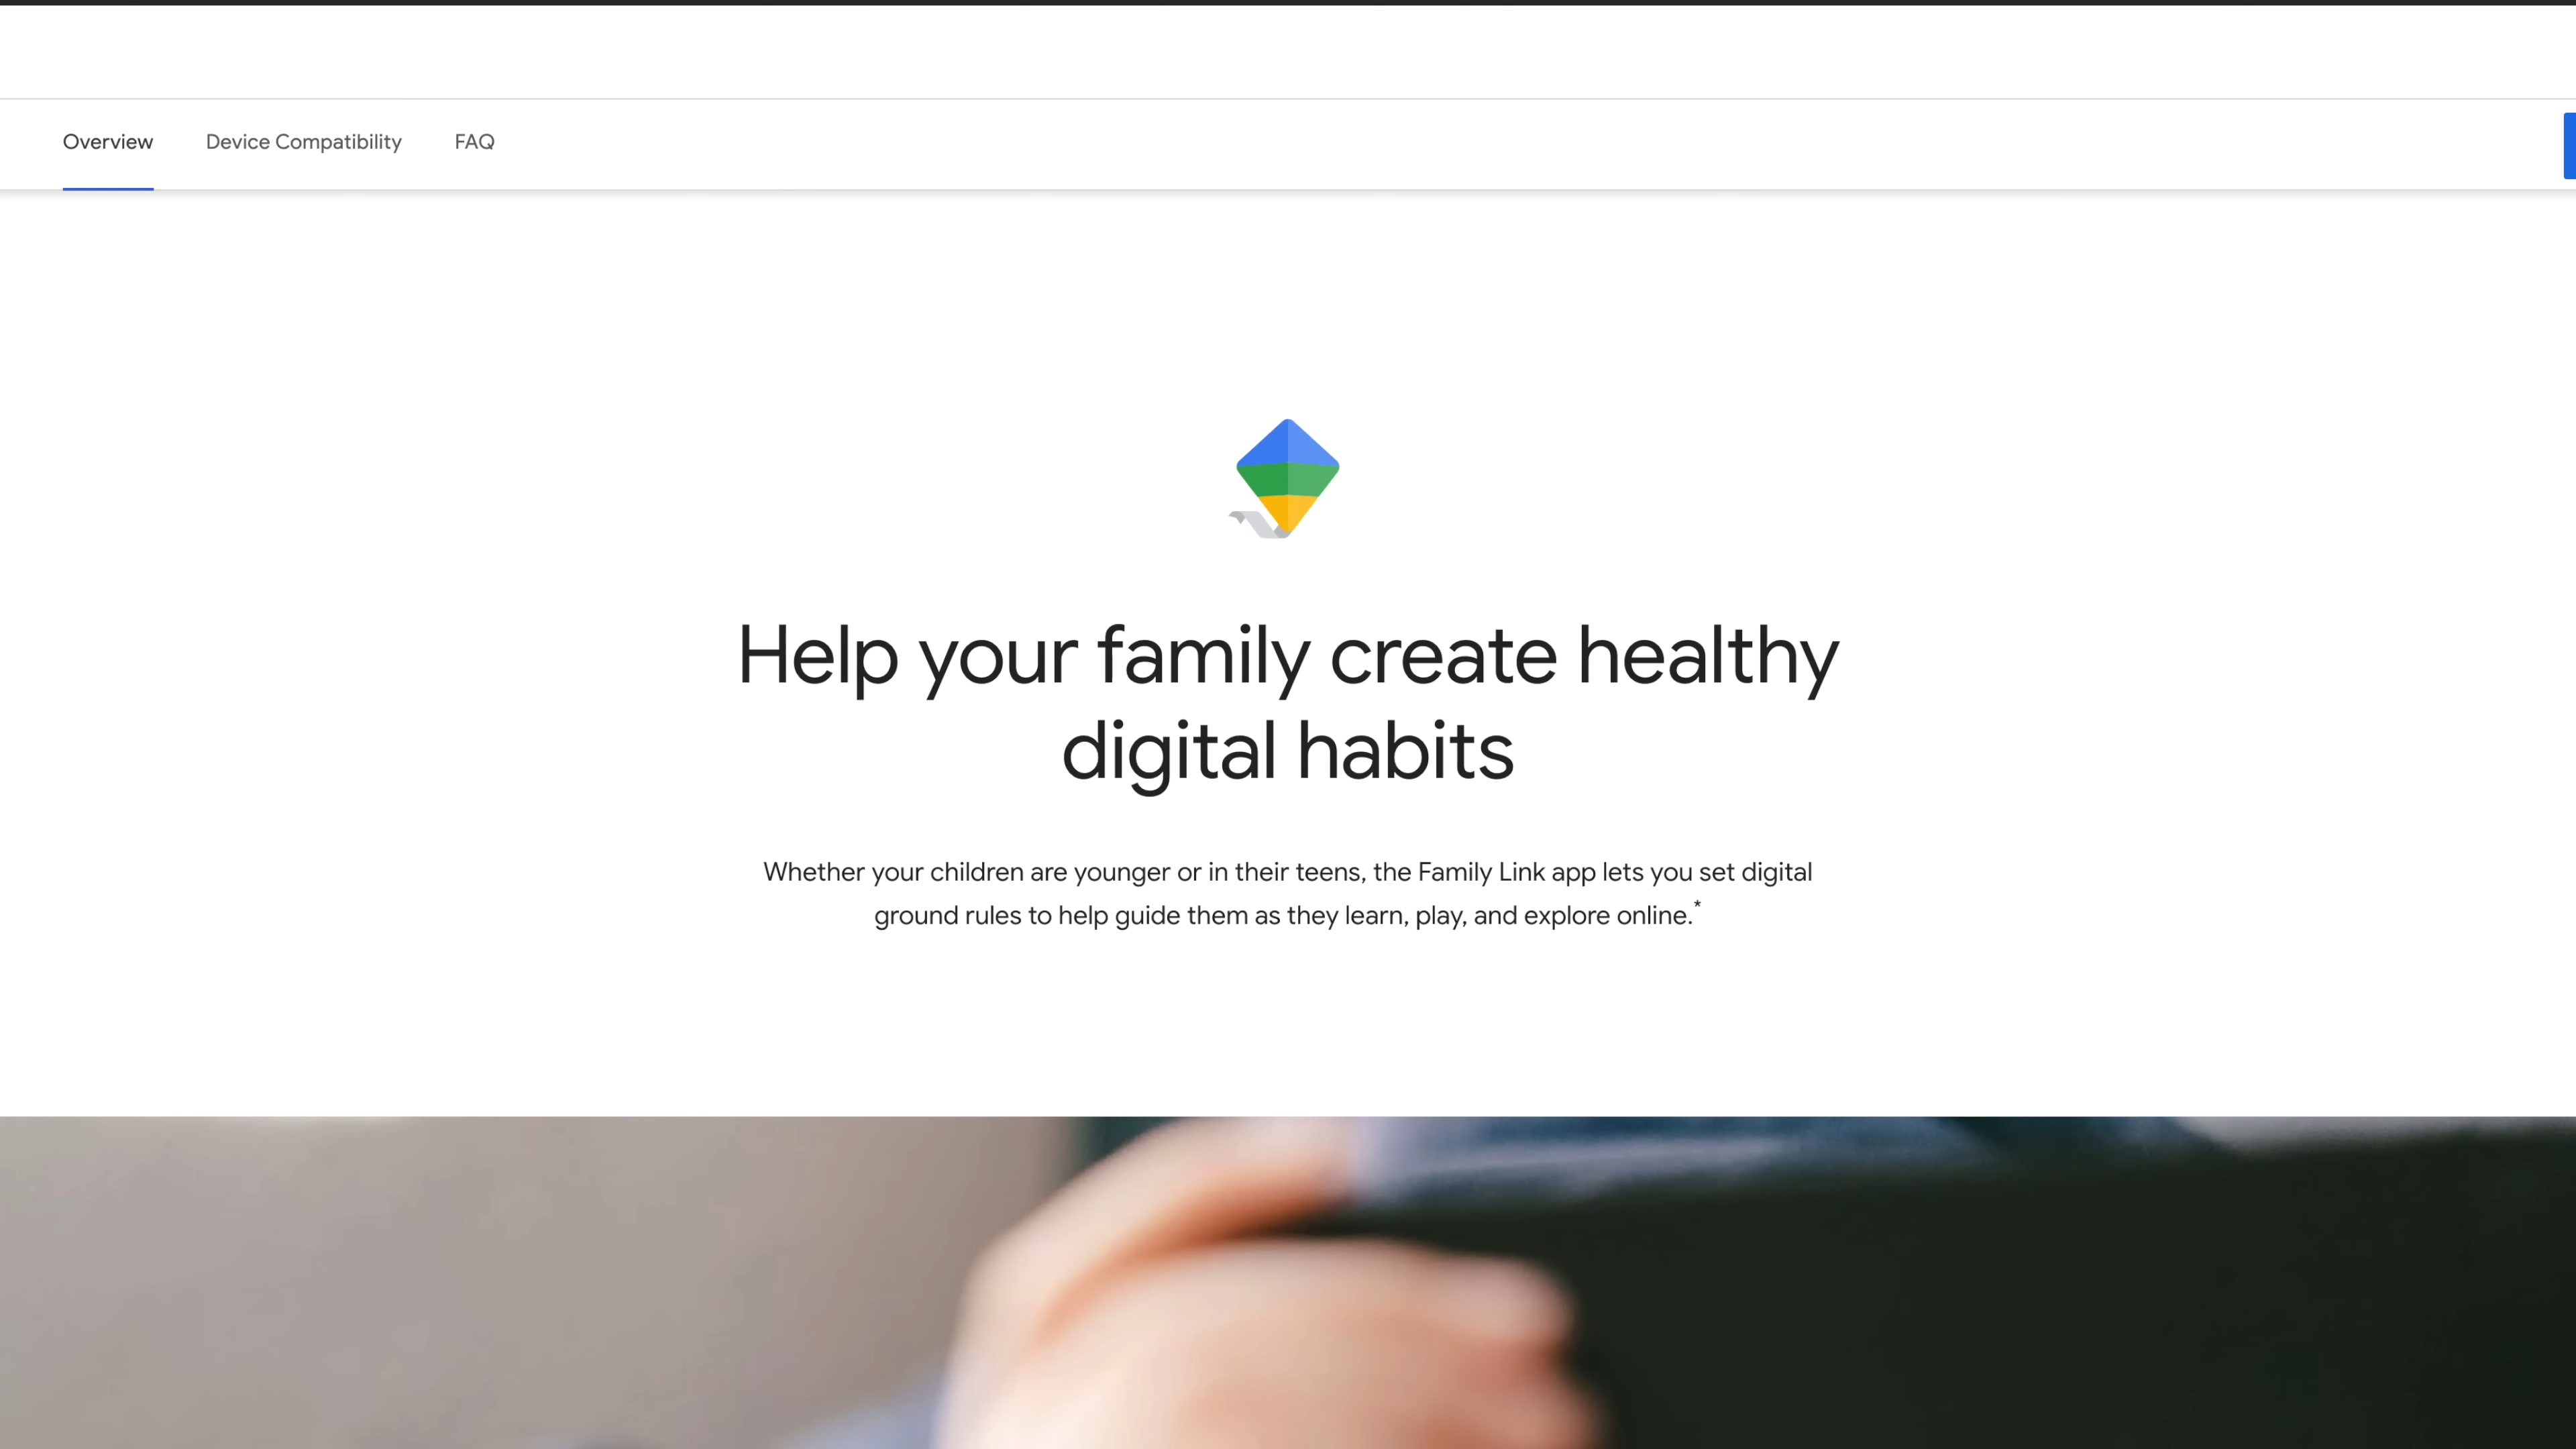 Overview Device Compatibility FAQ
Help your family create healthy
digital habits
Whether your children are younger or in their teens, the Family Link app lets you set digital
ground rules to help guide them as they learn, play, and explore online.*